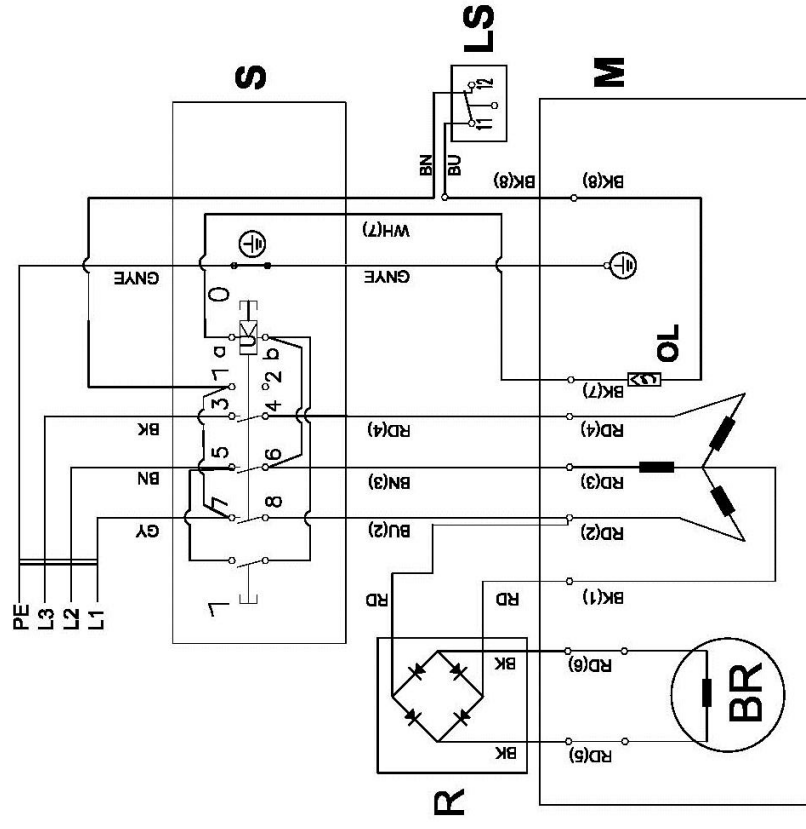 S
LS
12
11
M
BN
BU
BK(8)
BK(8)
WH(7)
GNYE
GNYE
0
a
U<
b
1
2
3
4
5
6
7
8
1
BK
BN
GY
PE
L3
L2
L1
RD(4)
BN(3)
BU(2)
BK(7)
OL
RD(4)
RD(3)
RD(2)
BK(1)
RD
RD
BK
BK
RD(6)
RD(5)
R
BR